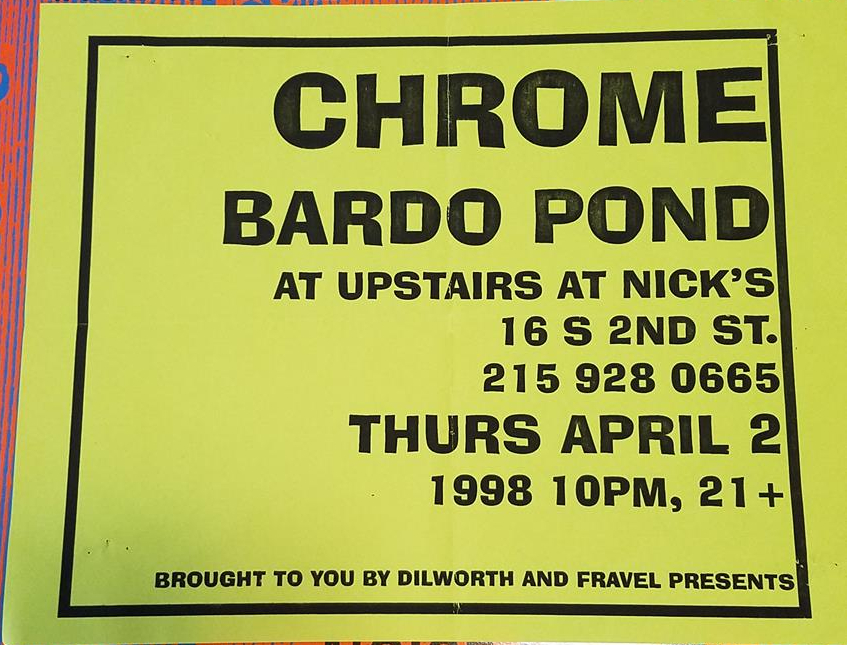 CHROME
BARDO POND
AT UPSTAIRS AT NICK'S
16 S 2ND ST.
215 928 0665
THURS APRIL 2
1998 10PM, 21+
BROUGHT TO YOU BY DILWORTH AND FRAVEL PRESENTS